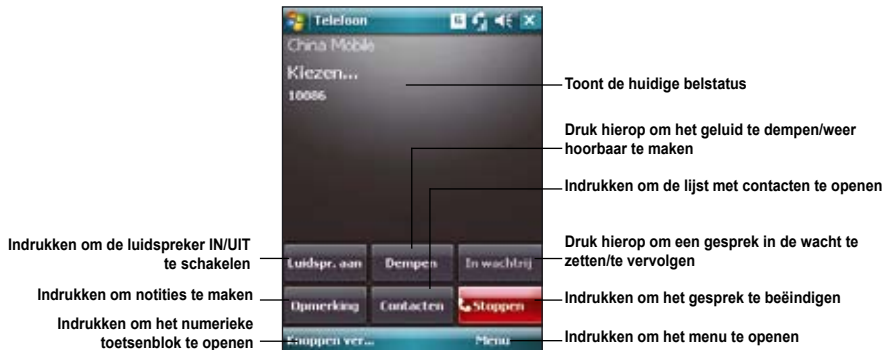 Telefoon
China Mobile
Kiezen...
10086
Toont de huidige belstatus
Druk hierop om het geluid te dempen/weer
hoorbaar te maken
Indrukken om de lijst met contacten te openen
Indrukken om de luidspreker IN/UIT
te schakelen
Luidspr. aan
Dempen
In wachtrij
Druk hierop om een gesprek in de wacht te
zetten/te vervolgen
Indrukken om notities te maken
Opmerking
Contacten
Stoppen
Indrukken om het gesprek te beëindigen
Indrukken om het numerieke
toetsenblok te openen
Knoppen ver...
Menu
Indrukken om het menu te openen